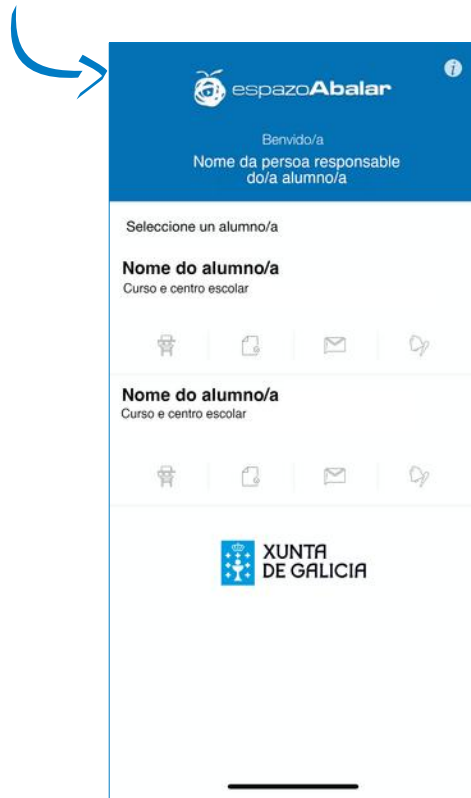 espazoAbalar
Benvido/a
Nome da persoa responsable
do/a alumno/a
Seleccione un alumno/a
Nome do alumno/a
Curso e centro escolar
Nome do alumno/a
Curso e centro escolar
XUNTA
DE GALICIA